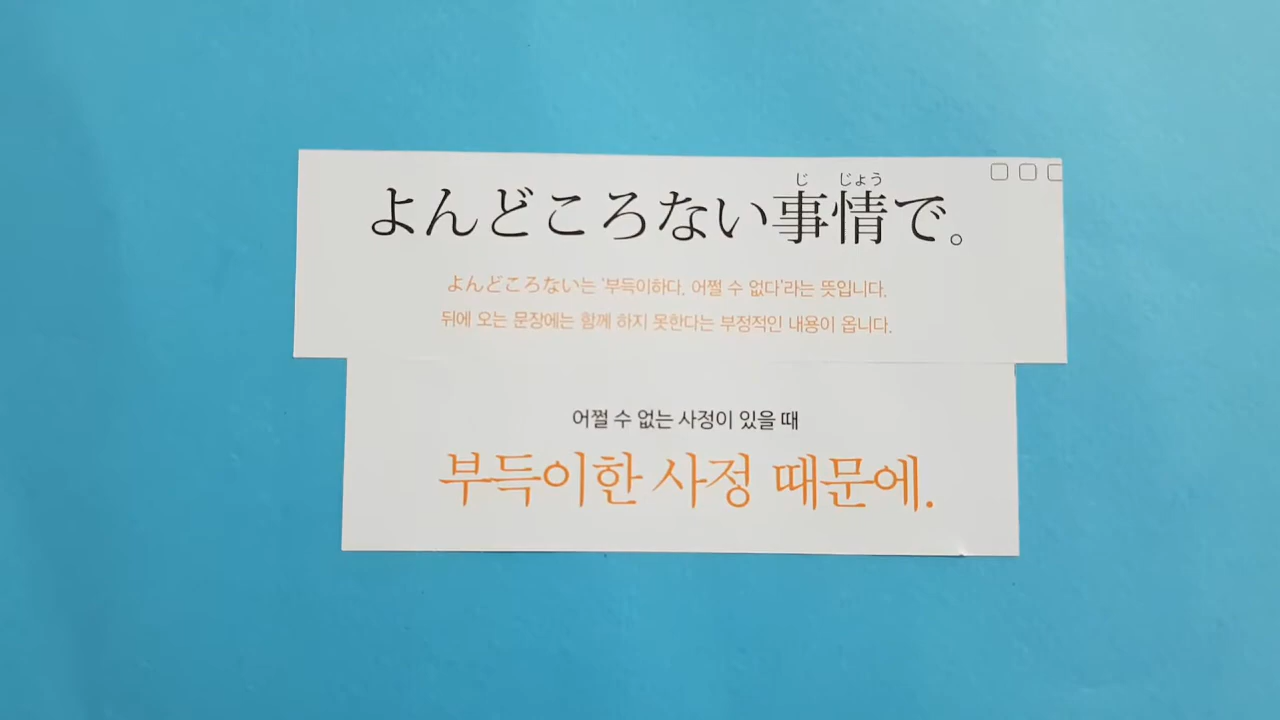 じ じょう
よんどころない事情で。
よんどころない는 '부득이하다, 어쩔 수 없다'라는 뜻입니다.
뒤에 오는 문장에는 함께 하지 못한다는 부정적인 내용이 옵니다.
어쩔 수 없는 사정이 있을 때
부득이한 사정 때문에.